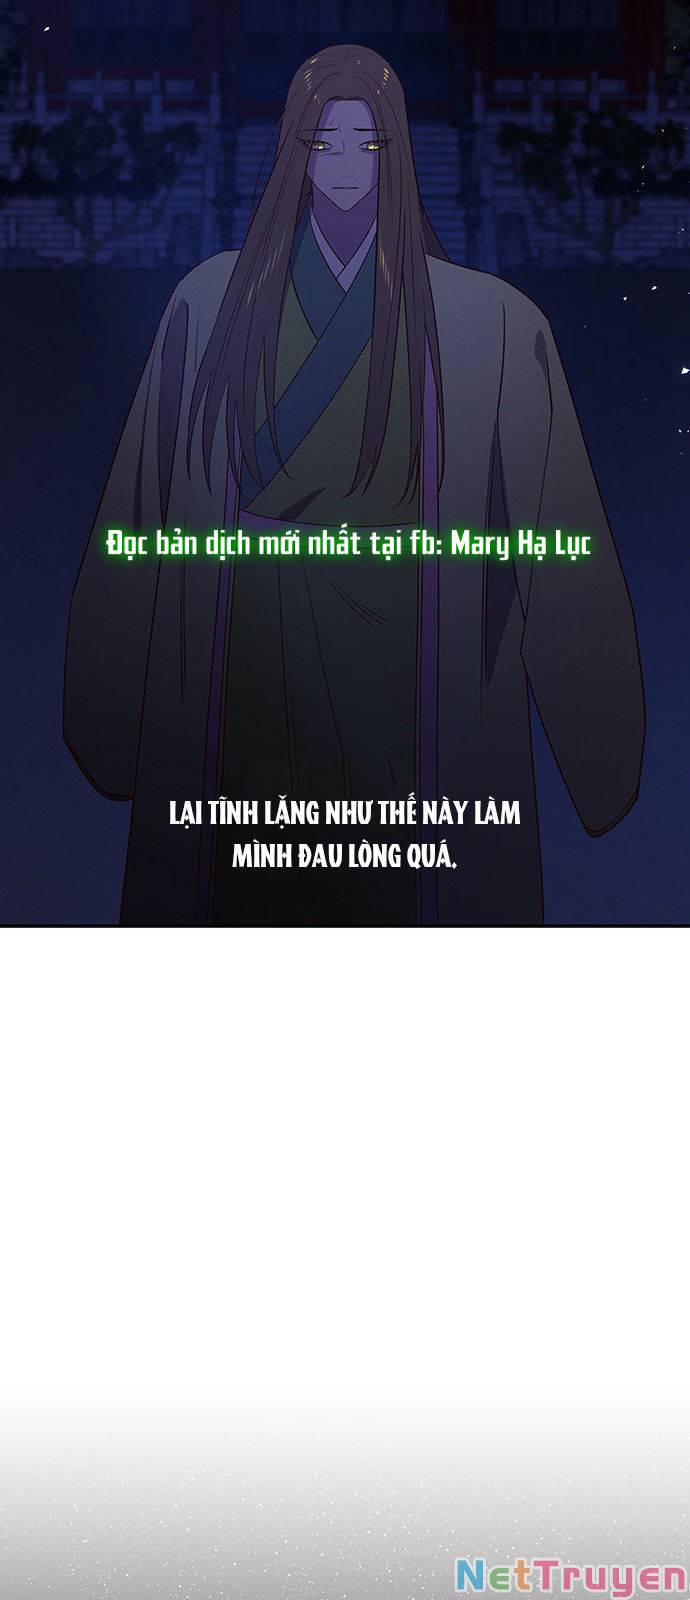 Đọc bản dịch mới nhất tại fb: Mary Hạ Lục
LẠI TĨNH LẶNG NHƯ THẾ NÀY LÀM
MÌNH ĐAU LÒNG QUÁ.
NetTruyen